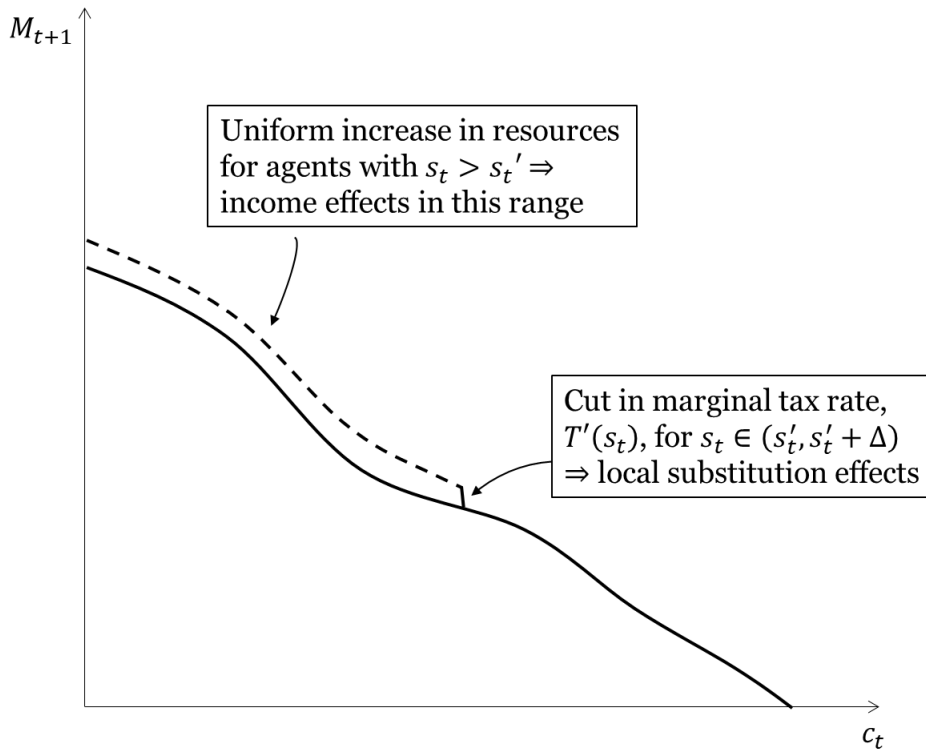 M_{t+1}
Uniform increase in resources
for agents with s_t > s_t' ⇒
income effects in this range
Cut in marginal tax rate,
T'(s_t), for s_t ∈ (s_t', s_t' + Δ)
⇒ local substitution effects
c_t